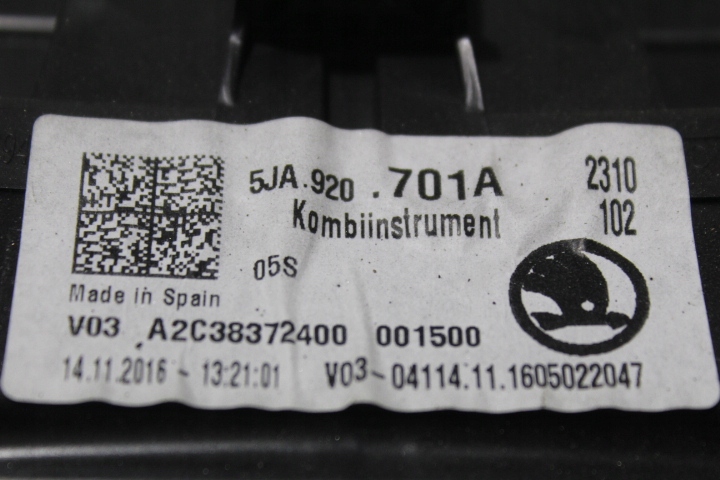 5JA.920 .701A 2310
Kombiinstrument 102
05S
Made in Spain
V03 A2C38372400 001500
14.11.2016 - 13:21:01 V03-04114.11.1605022047